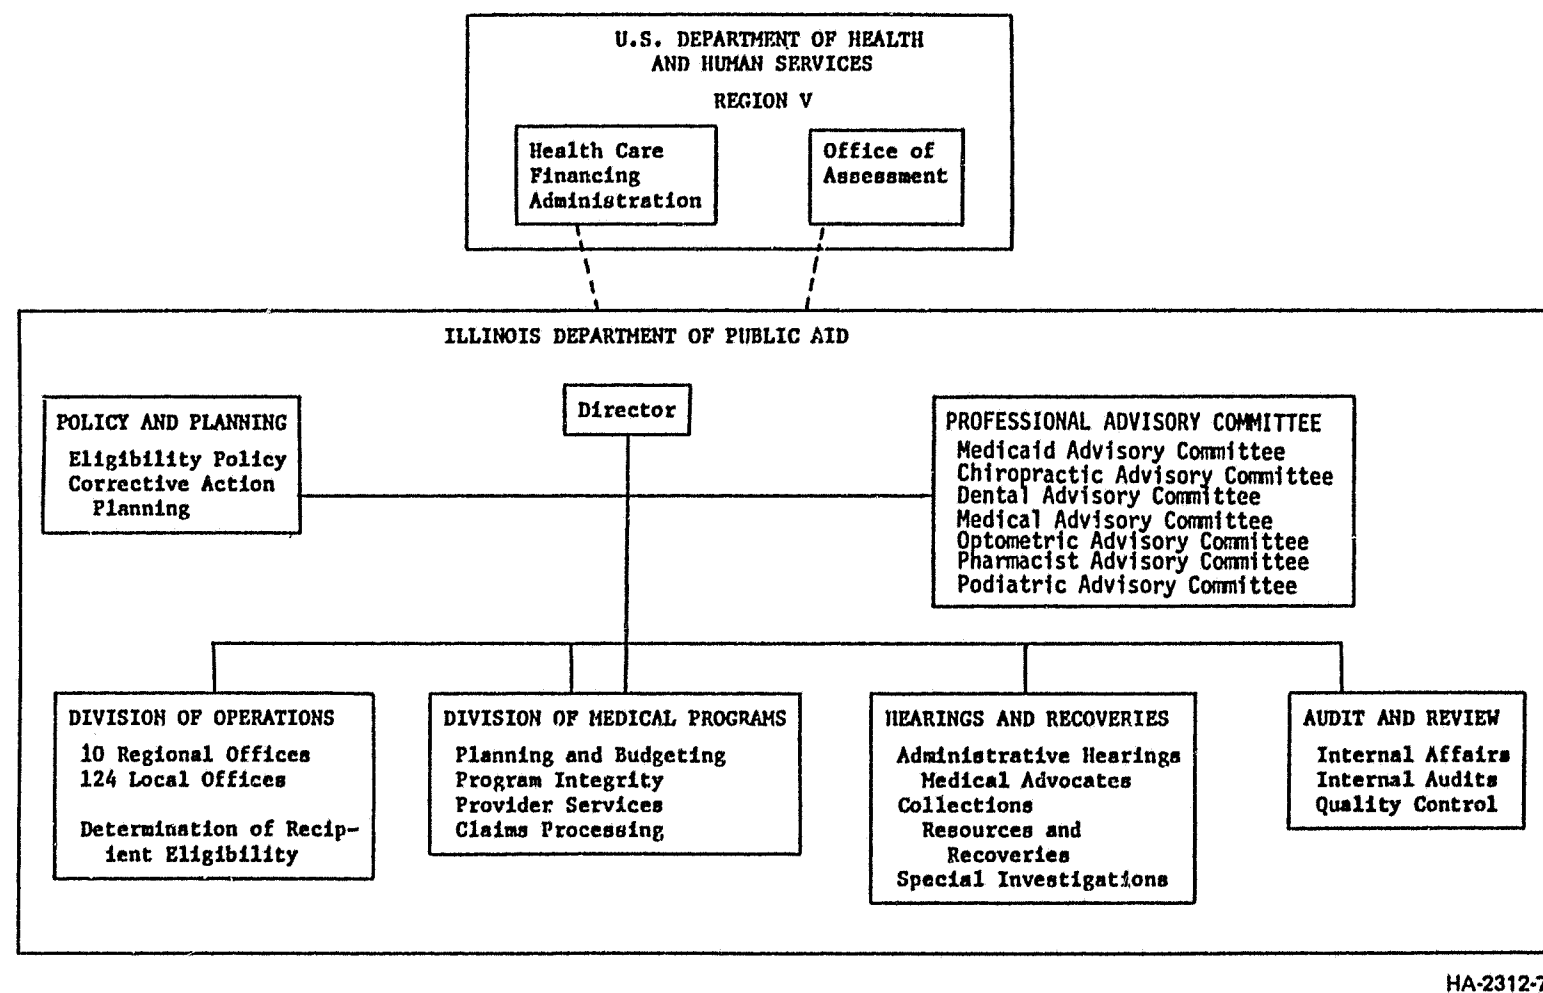 U.S. DEPARTMENT OF HEALTH
AND HUMAN SERVICES
REGION V
Health Care
Financing
Administration
Office of
Assessment
ILLINOIS DEPARTMENT OF PUBLIC AID
Director
POLICY AND PLANNING
Eligibility Policy
Corrective Action
Planning
PROFESSIONAL ADVISORY COMMITTEE
Medicaid Advisory Committee
Chiropractic Advisory Committee
Dental Advisory Committee
Medical Advisory Committee
Optometric Advisory Committee
Pharmacist Advisory Committee
Podiatric Advisory Committee
DIVISION OF OPERATIONS
10 Regional Offices
124 Local Offices
Determination of Recip-
ient Eligibility
DIVISION OF MEDICAL PROGRAMS
Planning and Budgeting
Program Integrity
Provider Services
Claims Processing
HEARINGS AND RECOVERIES
Administrative Hearings
Medical Advocates
Collections
Resources and
Recoveries
Special Investigations
AUDIT AND REVIEW
Internal Affairs
Internal Audits
Quality Control
HA-2312-7